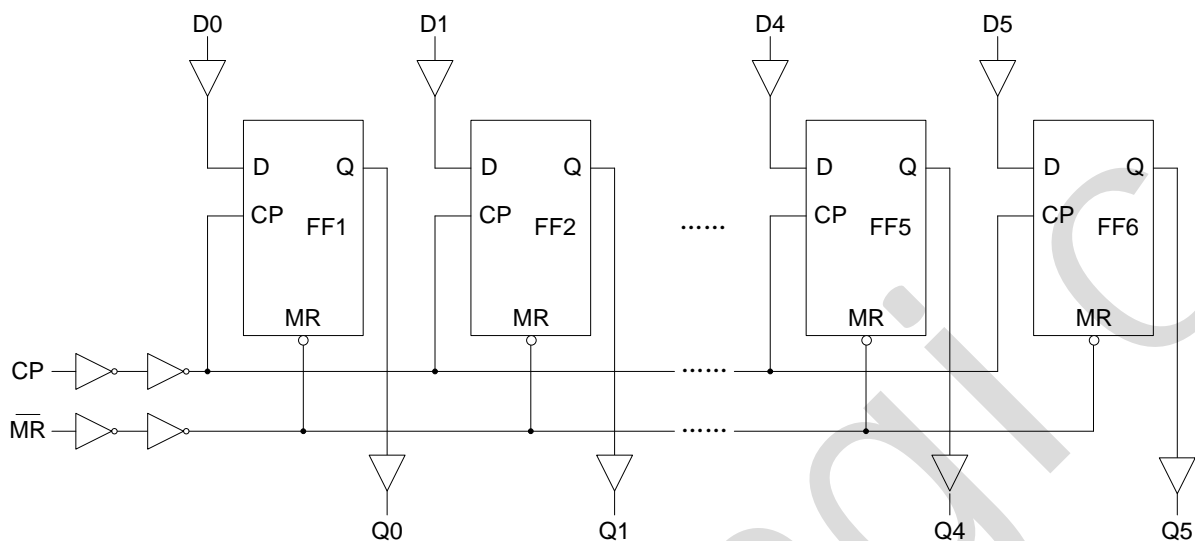 D0 D1 D4 D5
D Q D Q D Q D Q
CP CP CP CP
FF1 FF2 ...... FF5 FF6
MR MR MR MR
CP ......
M̅R̅ ......
Q0 Q1 Q4 Q5